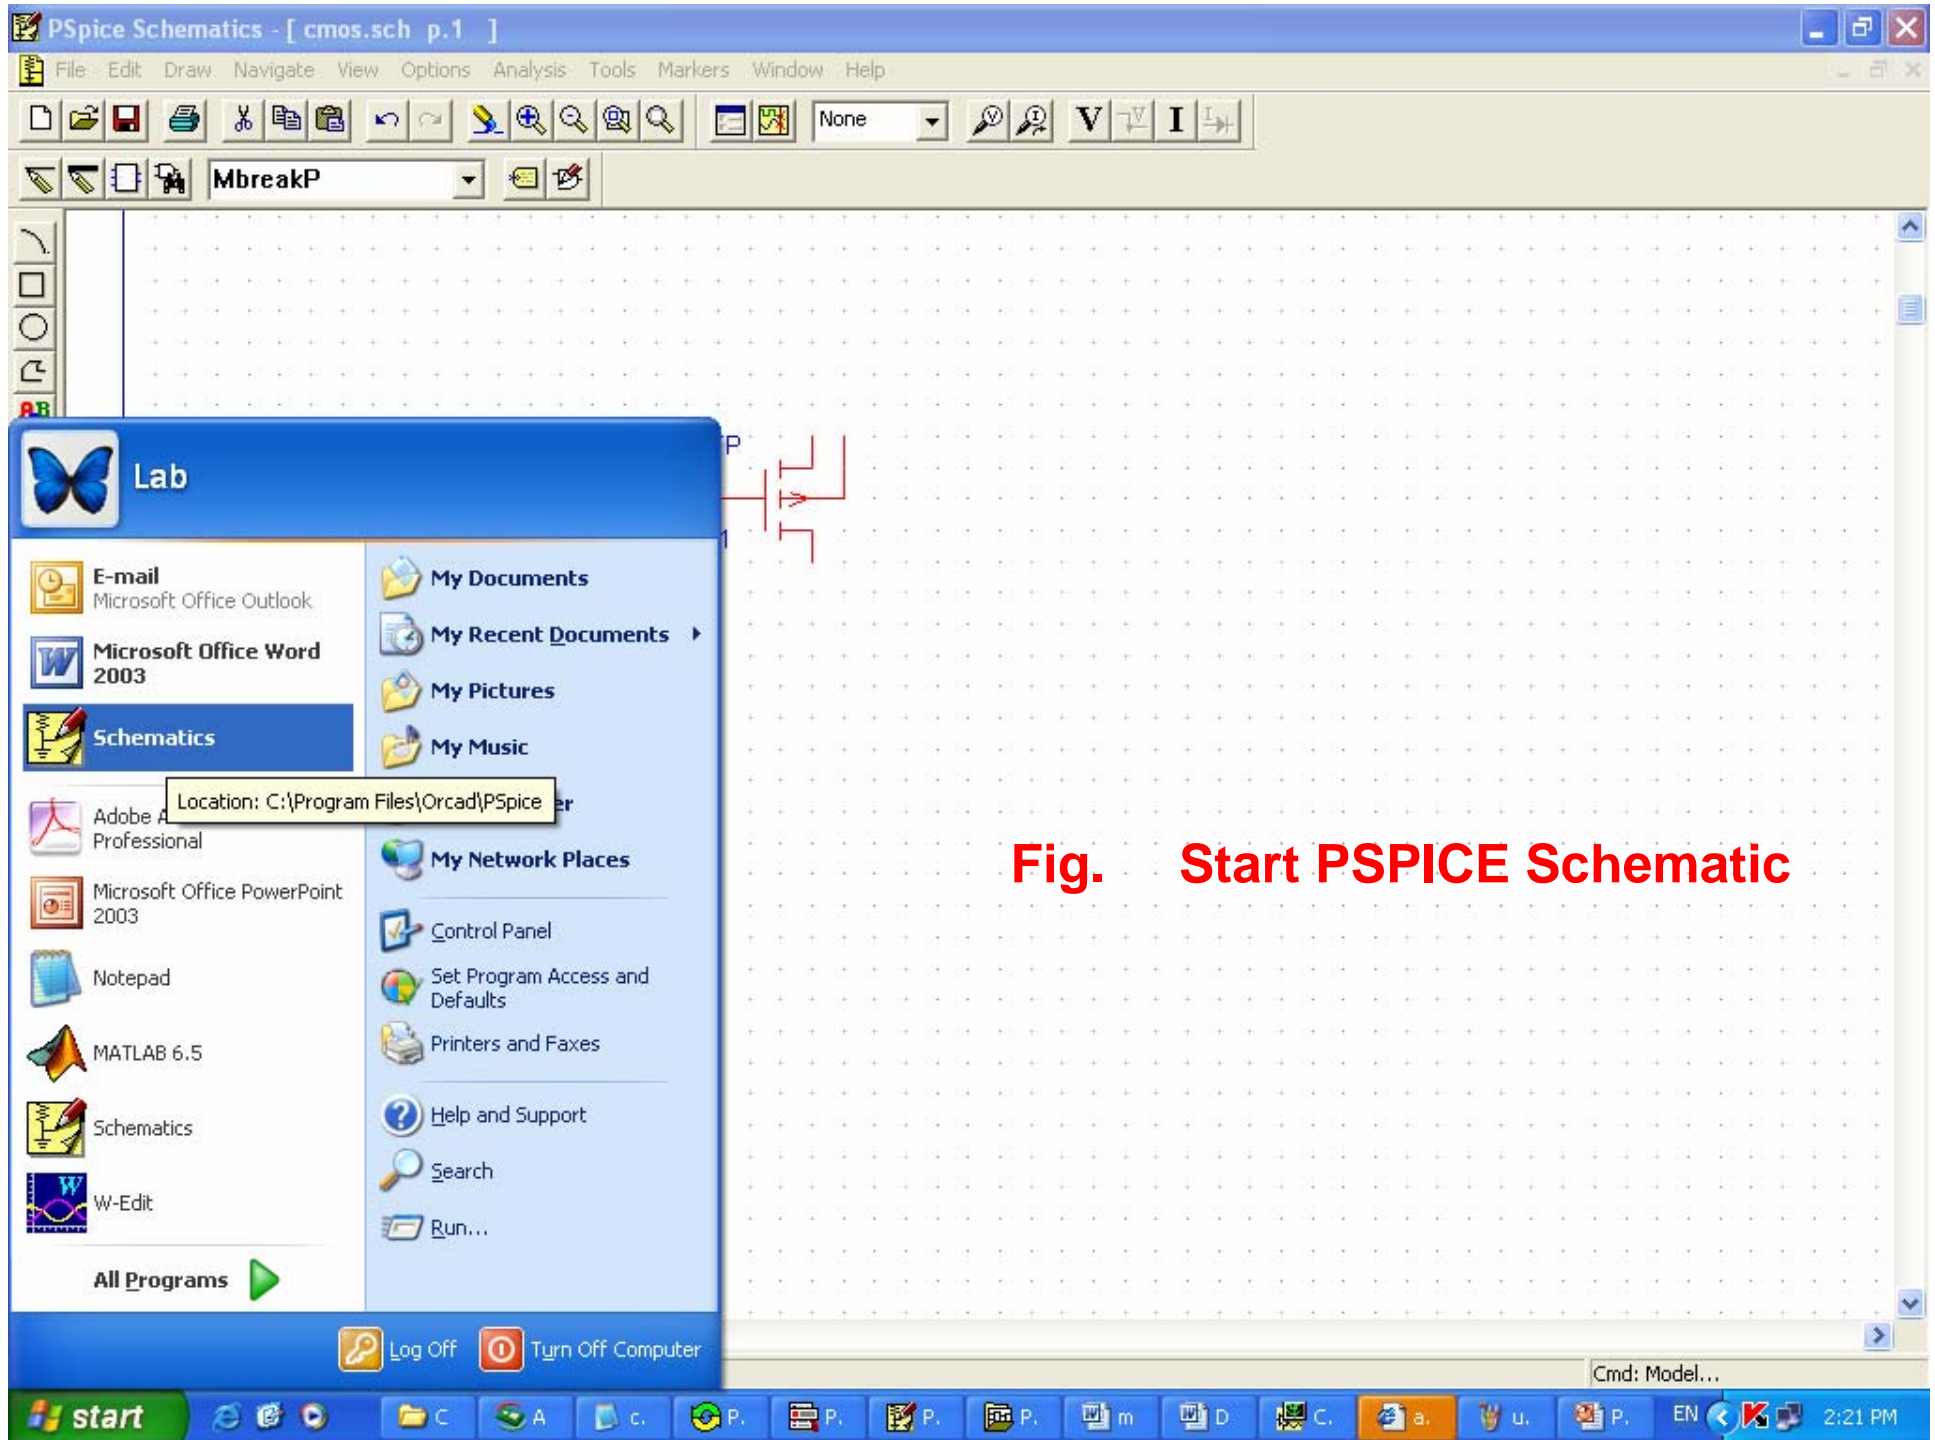 PSpice Schematics - [ cmos.sch p.1 ]
File Edit Draw Navigate View Options Analysis Tools Markers Window Help
None
V V I I
MbreakP
AB
P
Lab
E-mail
Microsoft Office Outlook
Microsoft Office Word
2003
Schematics
Location: C:\Program Files\Orcad\PSpice
Adobe A
Professional
Microsoft Office PowerPoint
2003
Notepad
MATLAB 6.5
Schematics
W-Edit
All Programs
My Documents
My Recent Documents
My Pictures
My Music
er
My Network Places
Control Panel
Set Program Access and
Defaults
Printers and Faxes
Help and Support
Search
Run...
Log Off Turn Off Computer
Fig. Start PSPICE Schematic
Cmd: Model...
start C A c. P. P. P. P. m D C. a. u. P. EN 2:21 PM